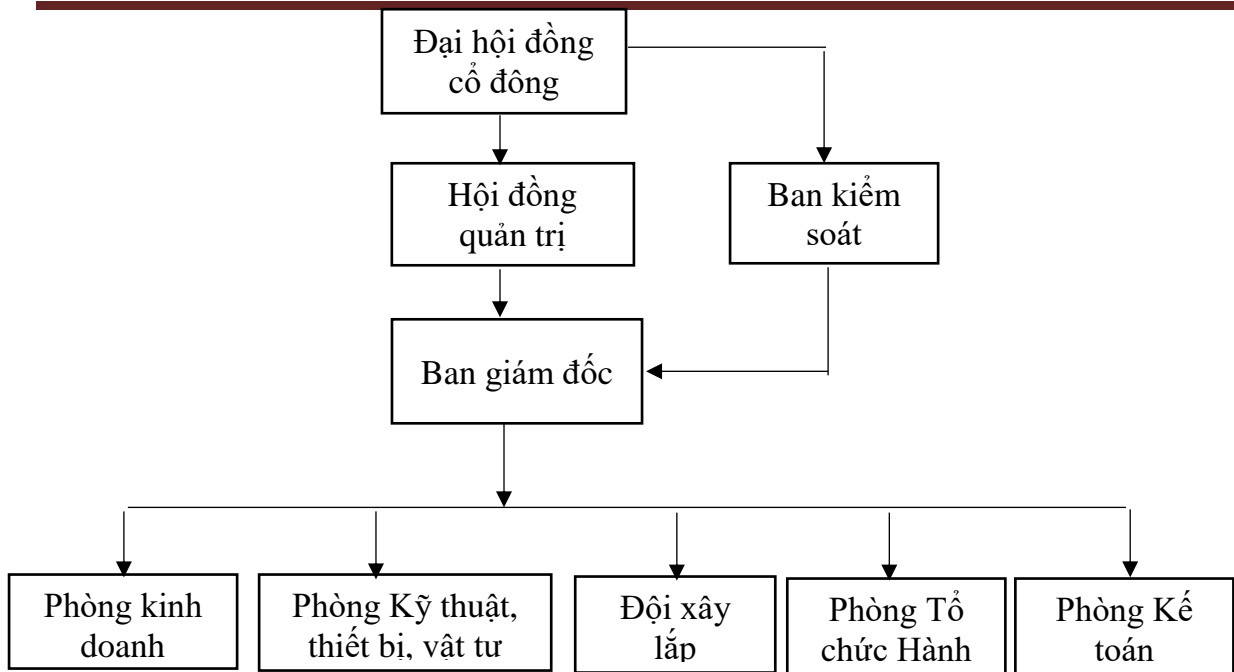 Đại hội đồng
cổ đông
Hội đồng
quản trị
Ban kiểm
soát
Ban giám đốc
Phòng kinh
doanh
Phòng Kỹ thuật,
thiết bị, vật tư
Đội xây
lắp
Phòng Tổ
chức Hành
Phòng Kế
toán